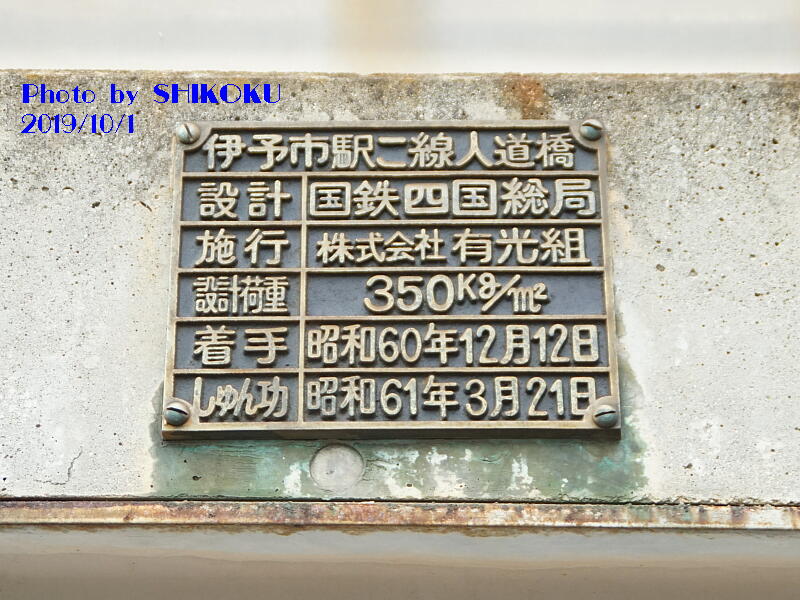 Photo by SHIKOKU
2019/10/1
伊予市駅こ線人道橋
設計 国鉄四国総局
施行 株式会社有光組
設計荷重 350Kg/m²
着手 昭和60年12月12日
しゅん功 昭和61年3月21日